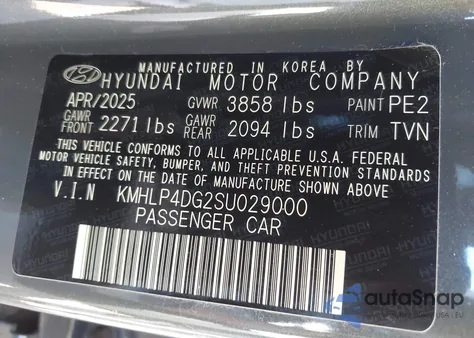 MANUFACTURED IN KOREA BY
HYUNDAI MOTOR COMPANY
APR/2025 GVWR 3858 lbs PAINT PE2
GAWR FRONT 2271 lbs GAWR REAR 2094 lbs TRIM TVN
THIS VEHICLE CONFORMS TO ALL APPLICABLE U.S.A. FEDERAL
MOTOR VEHICLE SAFETY, BUMPER, AND THEFT PREVENTION STANDARDS
IN EFFECT ON THE DATE OF MANUFACTURE SHOWN ABOVE.
V.I.N KMHLP4DG2SU029000
PASSENGER CAR
autoSnap